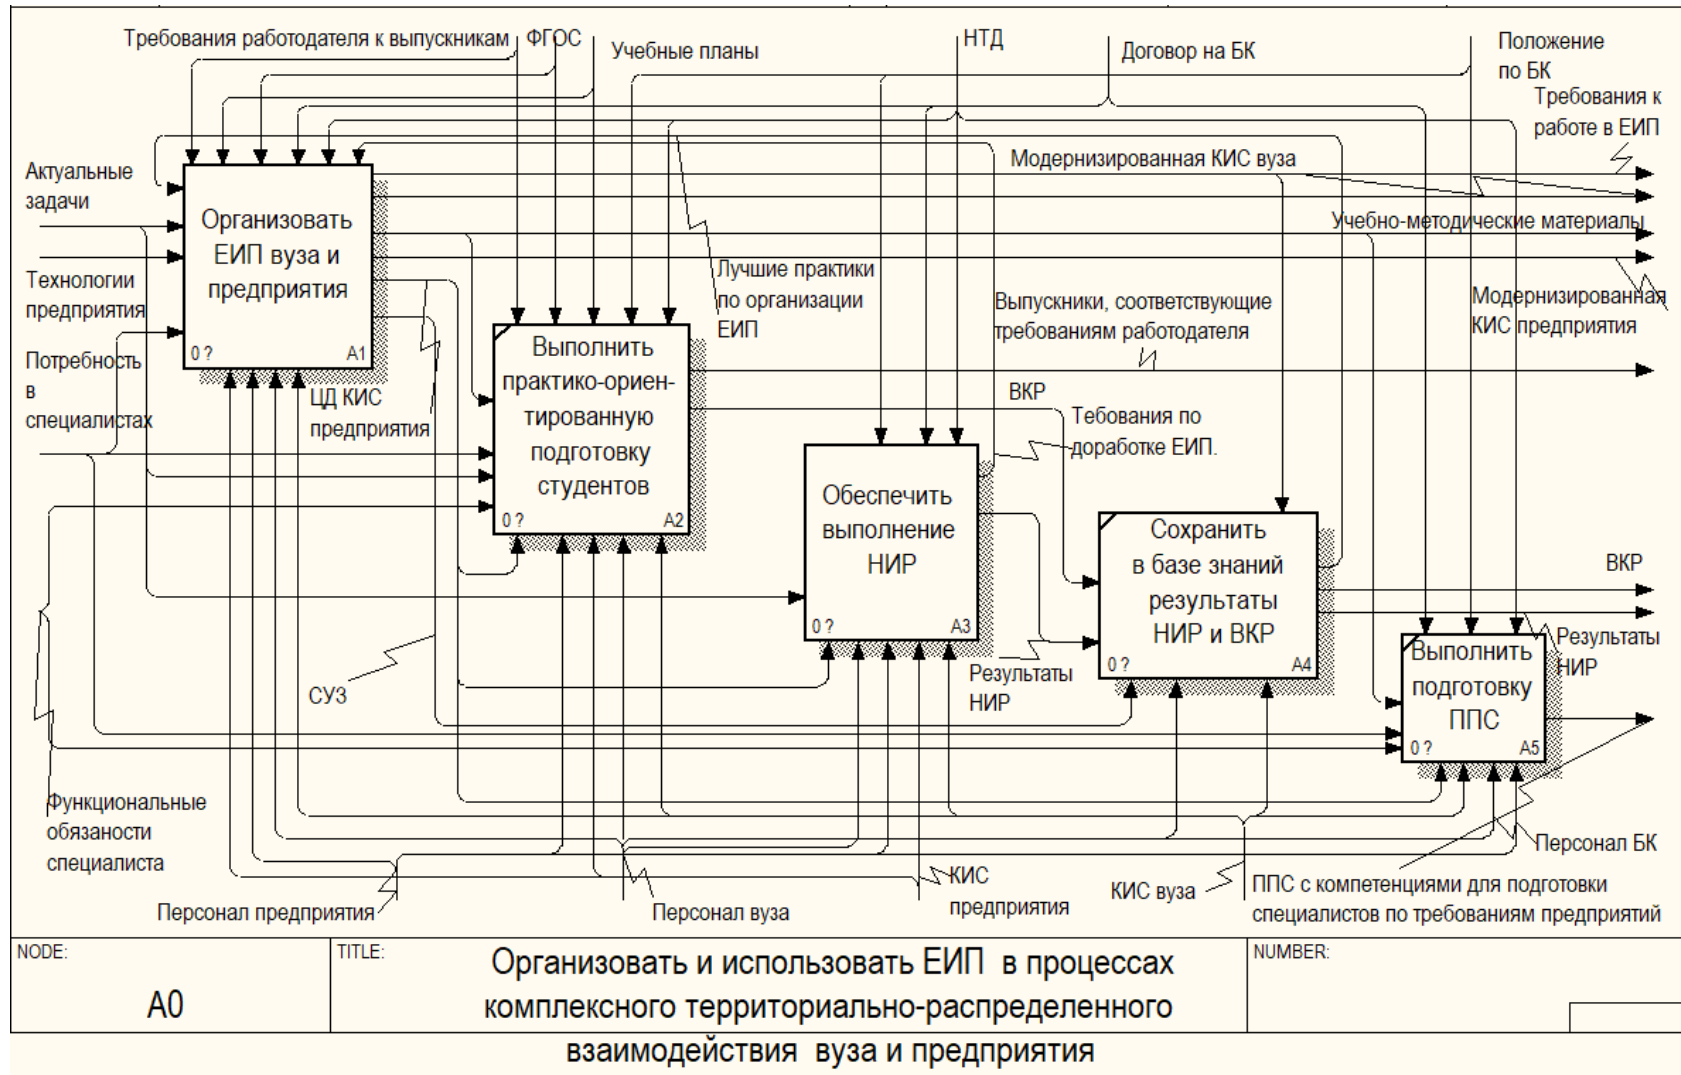 Требования работодателя к выпускникам
ФГОС
Учебные планы
НТД
Договор на БК
Положение
по БК
Требования к
работе в ЕИП
Модернизированная КИС вуза
Актуальные
задачи
Учебно-методические материалы
Организовать
ЕИП вуза и
предприятия
0 ?
A1
Технологии
предприятия
Лучшие практики
по организации
ЕИП
Выпускники, соответствующие
требованиям работодателя
Модернизированная
КИС предприятия
Потребность
в
специалистах
ЦД КИС
предприятия
Выполнить
практико-ориен-
тированную
подготовку
студентов
0 ?
A2
ВКР
Тебования по
доработке ЕИП.
Обеспечить
выполнение
НИР
0 ?
A3
Сохранить
в базе знаний
результаты
НИР и ВКР
0 ?
A4
ВКР
Результаты
НИР
Выполнить
подготовку
ППС
0 ?
A5
Результаты
НИР
СУЗ
Функциональные
обязаности
специалиста
Персонал предприятия
Персонал вуза
КИС
предприятия
КИС вуза
Персонал БК
ППС с компетенциями для подготовки
специалистов по требованиям предприятий
NODE:
A0
TITLE:
Организовать и использовать ЕИП в процессах
комплексного территориально-распределенного
взаимодействия вуза и предприятия
NUMBER: